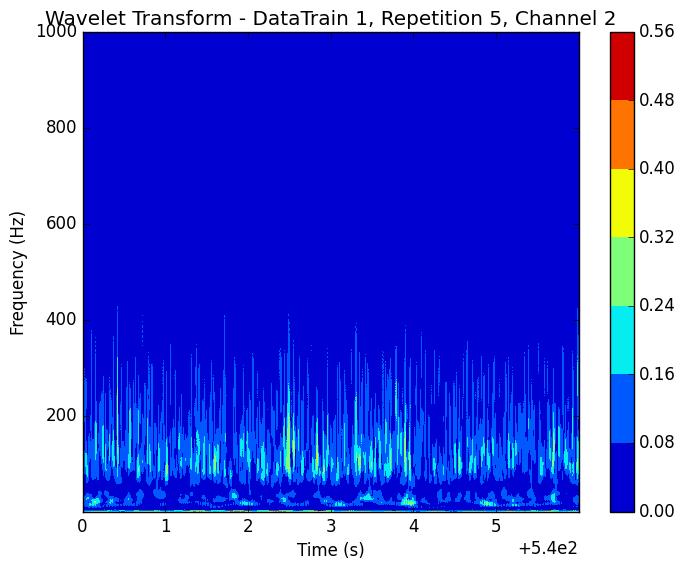 Wavelet Transform - DataTrain 1, Repetition 5, Channel 2
1000
800
600
400
200
Frequency (Hz)
0 1 2 3 4 5
Time (s)
+5.4e2
0.56
0.48
0.40
0.32
0.24
0.16
0.08
0.00